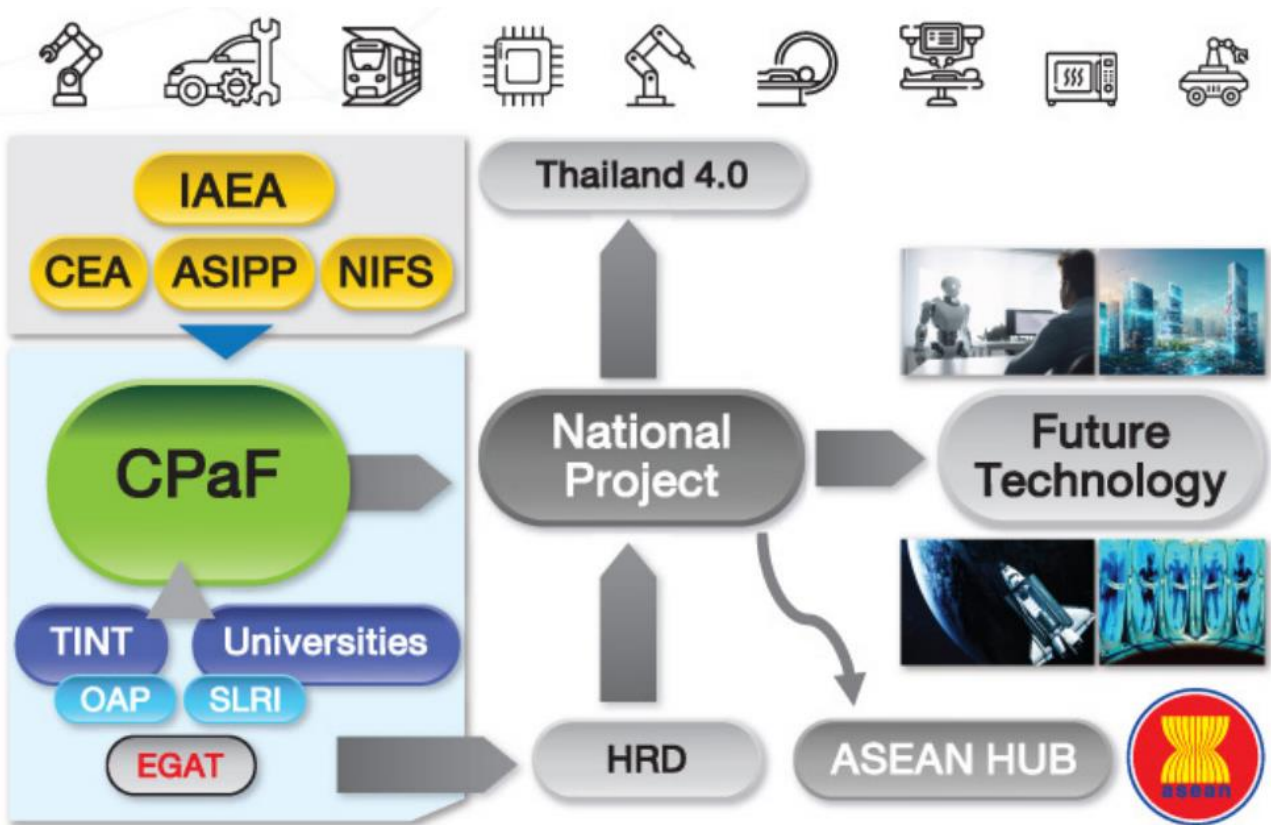 IAEA
CEA
ASIPP
NIFS
CPaF
TINT
Universities
OAP
SLRI
EGAT
Thailand 4.0
National
Project
HRD
Future
Technology
ASEAN HUB
asean